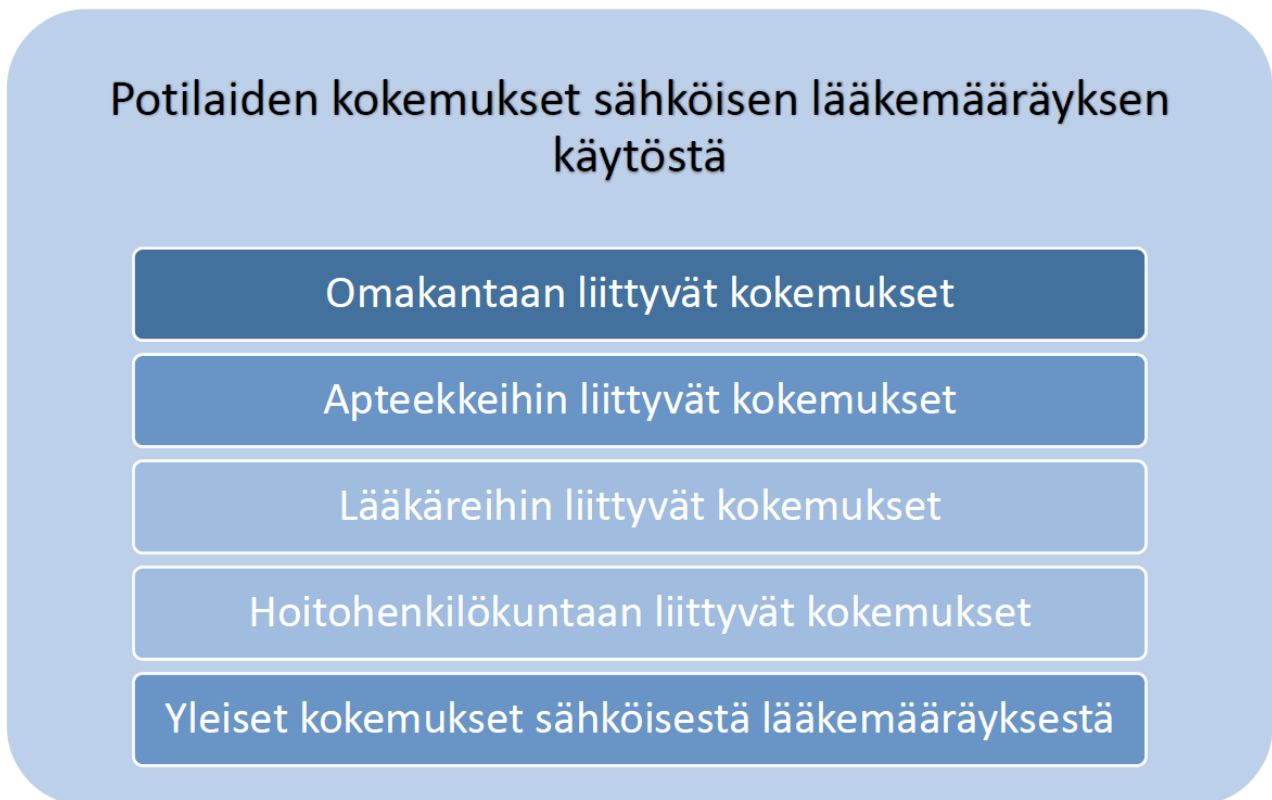 Potilaiden kokemukset sähköisen lääkemääräyksen
käytöstä
Omakantaan liittyvät kokemukset
Apteekkeihin liittyvät kokemukset
Lääkäreihin liittyvät kokemukset
Hoitohenkilökuntaan liittyvät kokemukset
Yleiset kokemukset sähköisestä lääkemääräyksestä